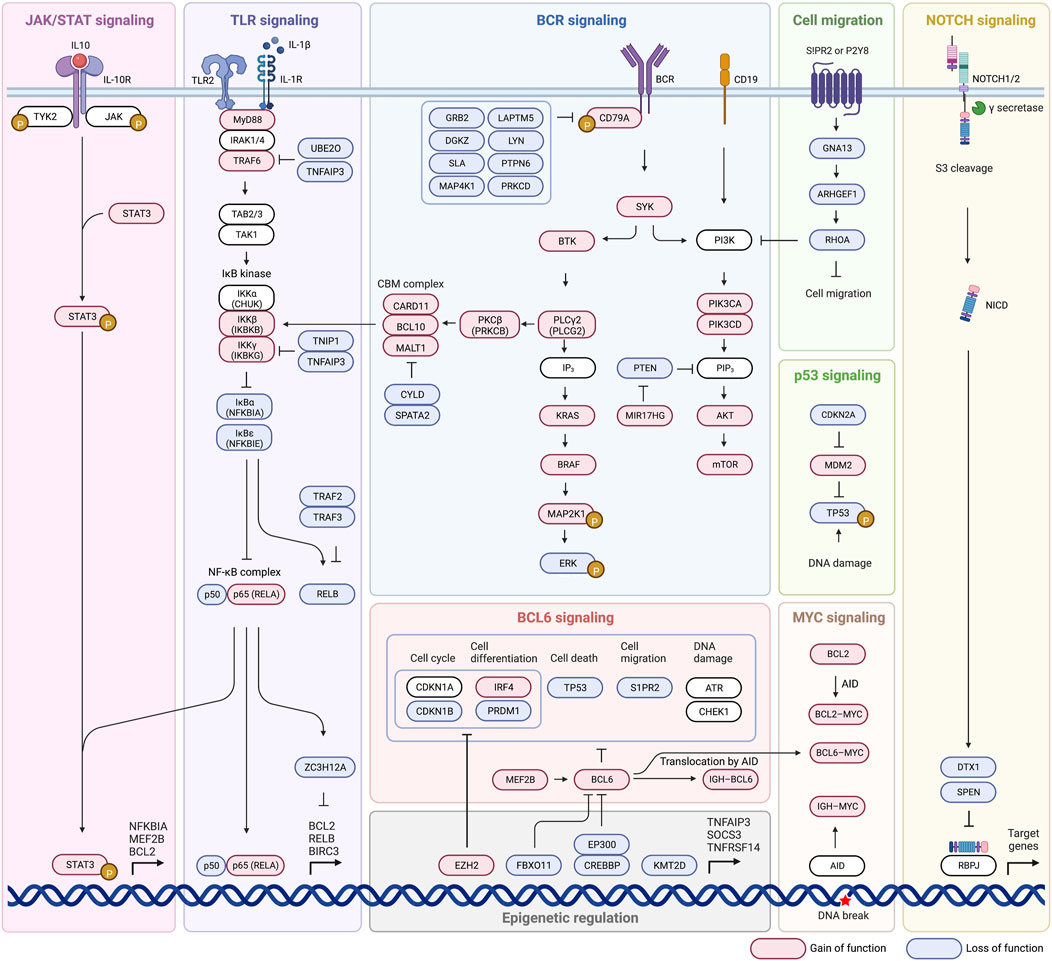 JAK/STAT signaling
IL10
IL-10R
TYK2
JAK
P
P
STAT3
STAT3
P
NFKBIA
MEF2B
BCL2
STAT3
P
TLR signaling
IL-1β
TLR2
IL-1R
MyD88
IRAK1/4
TRAF6
UBE2O
TNFAIP3
TAB2/3
TAK1
IκB kinase
IKKα
(CHUK)
IKKβ
(IKBKB)
IKKγ
(IKBKG)
TNIP1
TNFAIP3
IκBα
(NFKBIA)
IκBε
(NFKBIE)
TRAF2
TRAF3
NF-κB complex
p50
p65 (RELA)
RELB
ZC3H12A
BCL2
RELB
BIRC3
p50
p65 (RELA)
BCR signaling
BCR
CD19
GRB2
LAPTM5
DGKZ
LYN
SLA
PTPN6
MAP4K1
PRKCD
CD79A
P
SYK
BTK
PI3K
CBM complex
CARD11
BCL10
MALT1
PKCβ
(PRKCB)
PLCγ2
(PLCG2)
PIK3CA
PIK3CD
CYLD
SPATA2
IP₃
PTEN
PIP₃
KRAS
MIR17HG
AKT
BRAF
mTOR
MAP2K1
P
ERK
P
Cell migration
S!PR2 or P2Y8
GNA13
ARHGEF1
RHOA
Cell migration
p53 signaling
CDKN2A
MDM2
TP53
P
DNA damage
NOTCH signaling
NOTCH1/2
γ secretase
S3 cleavage
NICD
DTX1
SPEN
RBPJ
Target
genes
BCL6 signaling
Cell cycle
Cell
differentiation
Cell death
Cell
migration
DNA
damage
CDKN1A
CDKN1B
IRF4
PRDM1
TP53
S1PR2
ATR
CHEK1
MEF2B
BCL6
Translocation by AID
IGH–BCL6
MYC signaling
BCL2
AID
BCL2–MYC
BCL6–MYC
IGH–MYC
AID
DNA break
EZH2
FBXO11
EP300
CREBBP
KMT2D
TNFAIP3
SOCS3
TNFRSF14
Epigenetic regulation
Gain of function
Loss of function